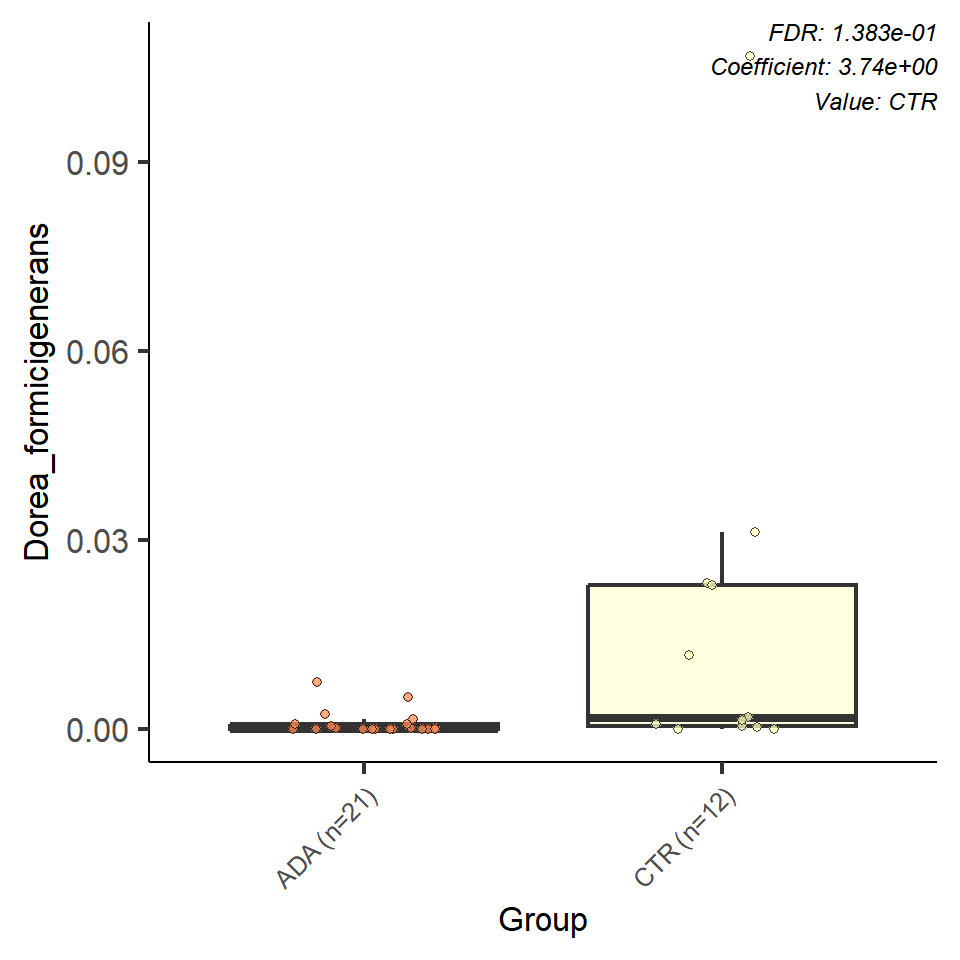 FDR: 1.383e-01
Coefficient: 3.74e+00
Value: CTR
0.09
0.06
0.03
0.00
Dorea_formicigenerans
ADA (n=21)
CTR (n=12)
Group